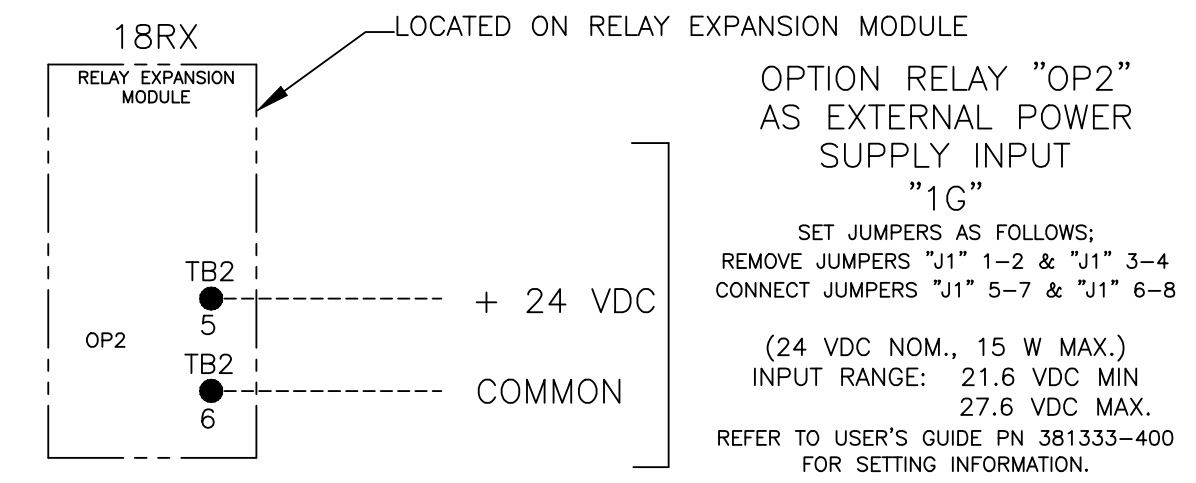 18RX
LOCATED ON RELAY EXPANSION MODULE
RELAY EXPANSION
MODULE
TB2
5
OP2
TB2
6
+ 24 VDC
COMMON
OPTION RELAY "OP2"
AS EXTERNAL POWER
SUPPLY INPUT
"1G"
SET JUMPERS AS FOLLOWS;
REMOVE JUMPERS "J1" 1-2 & "J1" 3-4
CONNECT JUMPERS "J1" 5-7 & "J1" 6-8
(24 VDC NOM., 15 W MAX.)
INPUT RANGE: 21.6 VDC MIN
27.6 VDC MAX.
REFER TO USER'S GUIDE PN 381333-400
FOR SETTING INFORMATION.